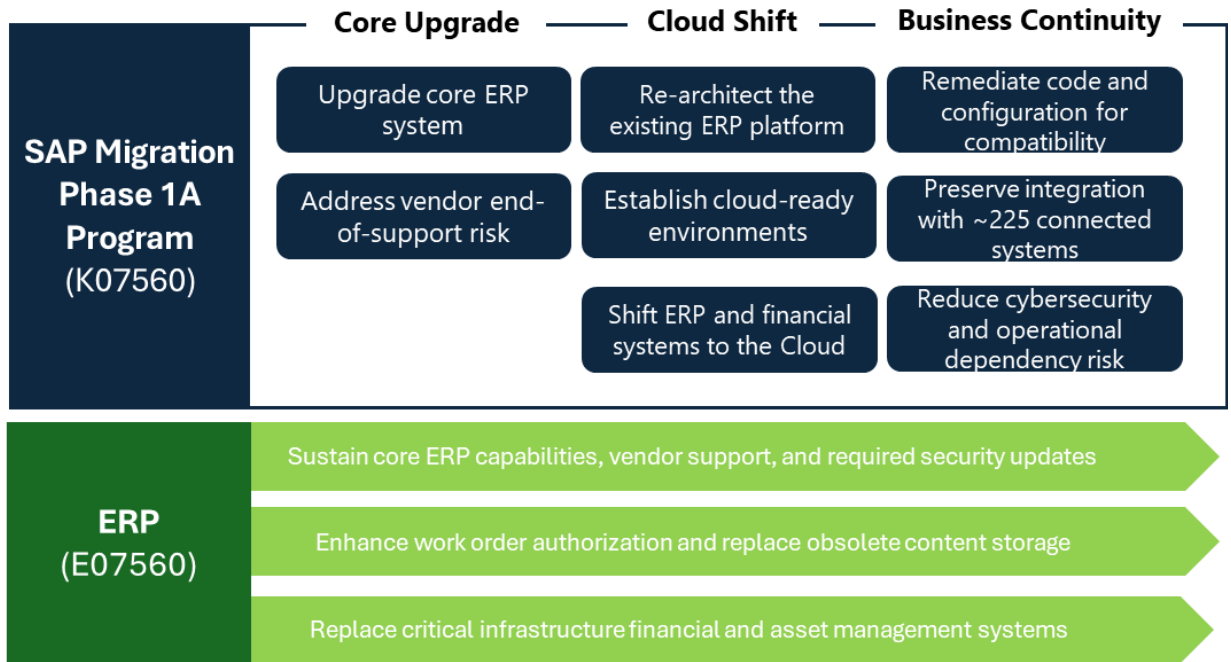 Core Upgrade
Cloud Shift
Business Continuity
SAP Migration
Phase 1A
Program
(K07560)
Upgrade core ERP
system
Address vendor end-
of-support risk
Re-architect the
existing ERP platform
Establish cloud-ready
environments
Shift ERP and financial
systems to the Cloud
Remediate code and
configuration for
compatibility
Preserve integration
with ~225 connected
systems
Reduce cybersecurity
and operational
dependency risk
ERP
(E07560)
Sustain core ERP capabilities, vendor support, and required security updates
Enhance work order authorization and replace obsolete content storage
Replace critical infrastructure financial and asset management systems